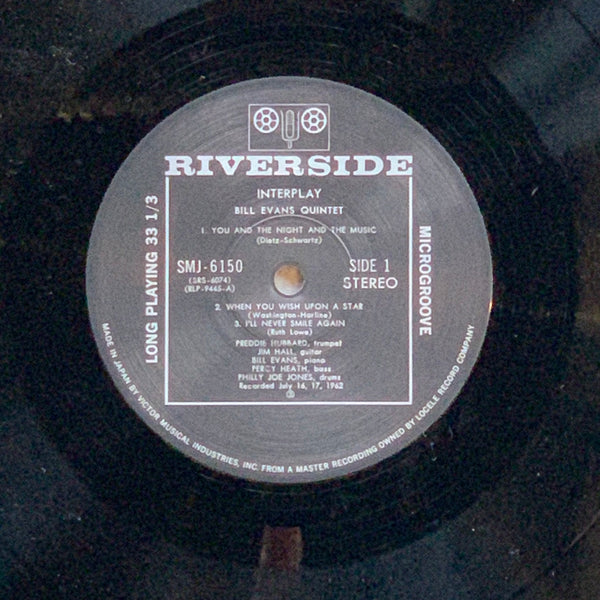 RIVERSIDE
INTERPLAY
BILL EVANS QUINTET
1. YOU AND THE NIGHT AND THE MUSIC
(Dietz-Schwartz)
SMJ-6150
(SRS-6074)
(RLP-9445-A)
SIDE 1
STEREO
2. WHEN YOU WISH UPON A STAR
(Washington-Harline)
3. I'LL NEVER SMILE AGAIN
(Ruth Lowe)
FREDDIE HUBBARD, trumpet
JIM HALL, guitar
BILL EVANS, piano
PERCY HEATH, bass
PHILLY JOE JONES, drums
Recorded July 16, 17, 1962
LONG PLAYING 33 1/3
MICROGROOVE
MADE IN JAPAN BY VICTOR MUSICAL INDUSTRIES, INC. FROM A MASTER RECORDING OWNED BY LOCELE RECORD COMPANY